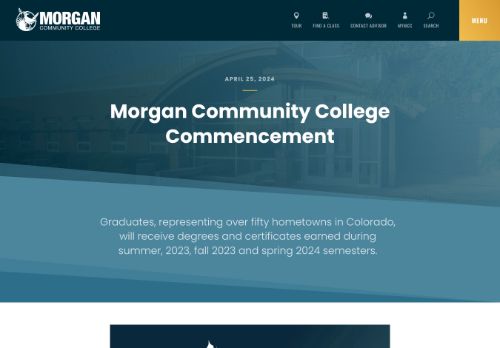 MORGAN
COMMUNITY COLLEGE
TOUR
FIND A CLASS
CONTACT ADVISOR
MYMCC
SEARCH
MENU
APRIL 25, 2024
Morgan Community College
Commencement
Graduates, representing over fifty hometowns in Colorado,
will receive degrees and certificates earned during
summer, 2023, fall 2023 and spring 2024 semesters.